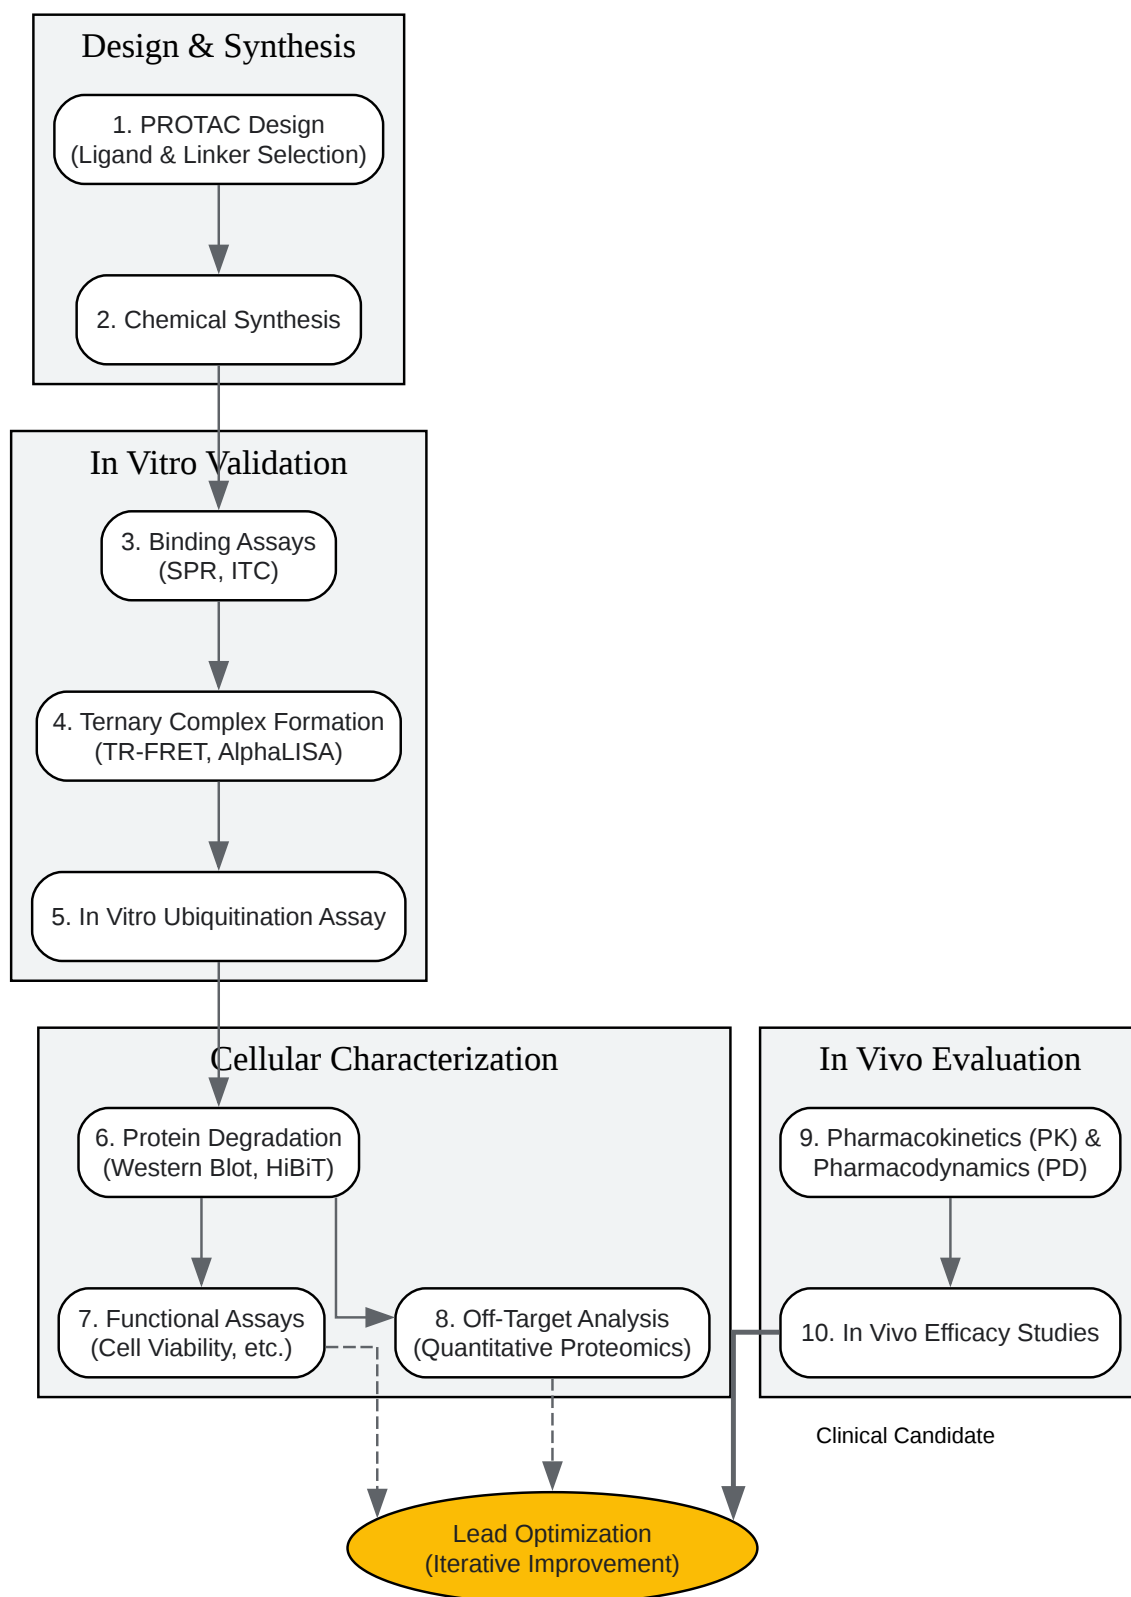 Design & Synthesis
1. PROTAC Design
(Ligand & Linker Selection)
2. Chemical Synthesis
In Vitro Validation
3. Binding Assays
(SPR, ITC)
4. Ternary Complex Formation
(TR-FRET, AlphaLISA)
5. In Vitro Ubiquitination Assay
Cellular Characterization
6. Protein Degradation
(Western Blot, HiBiT)
7. Functional Assays
(Cell Viability, etc.)
8. Off-Target Analysis
(Quantitative Proteomics)
In Vivo Evaluation
9. Pharmacokinetics (PK) &
Pharmacodynamics (PD)
10. In Vivo Efficacy Studies
Clinical Candidate
Lead Optimization
(Iterative Improvement)